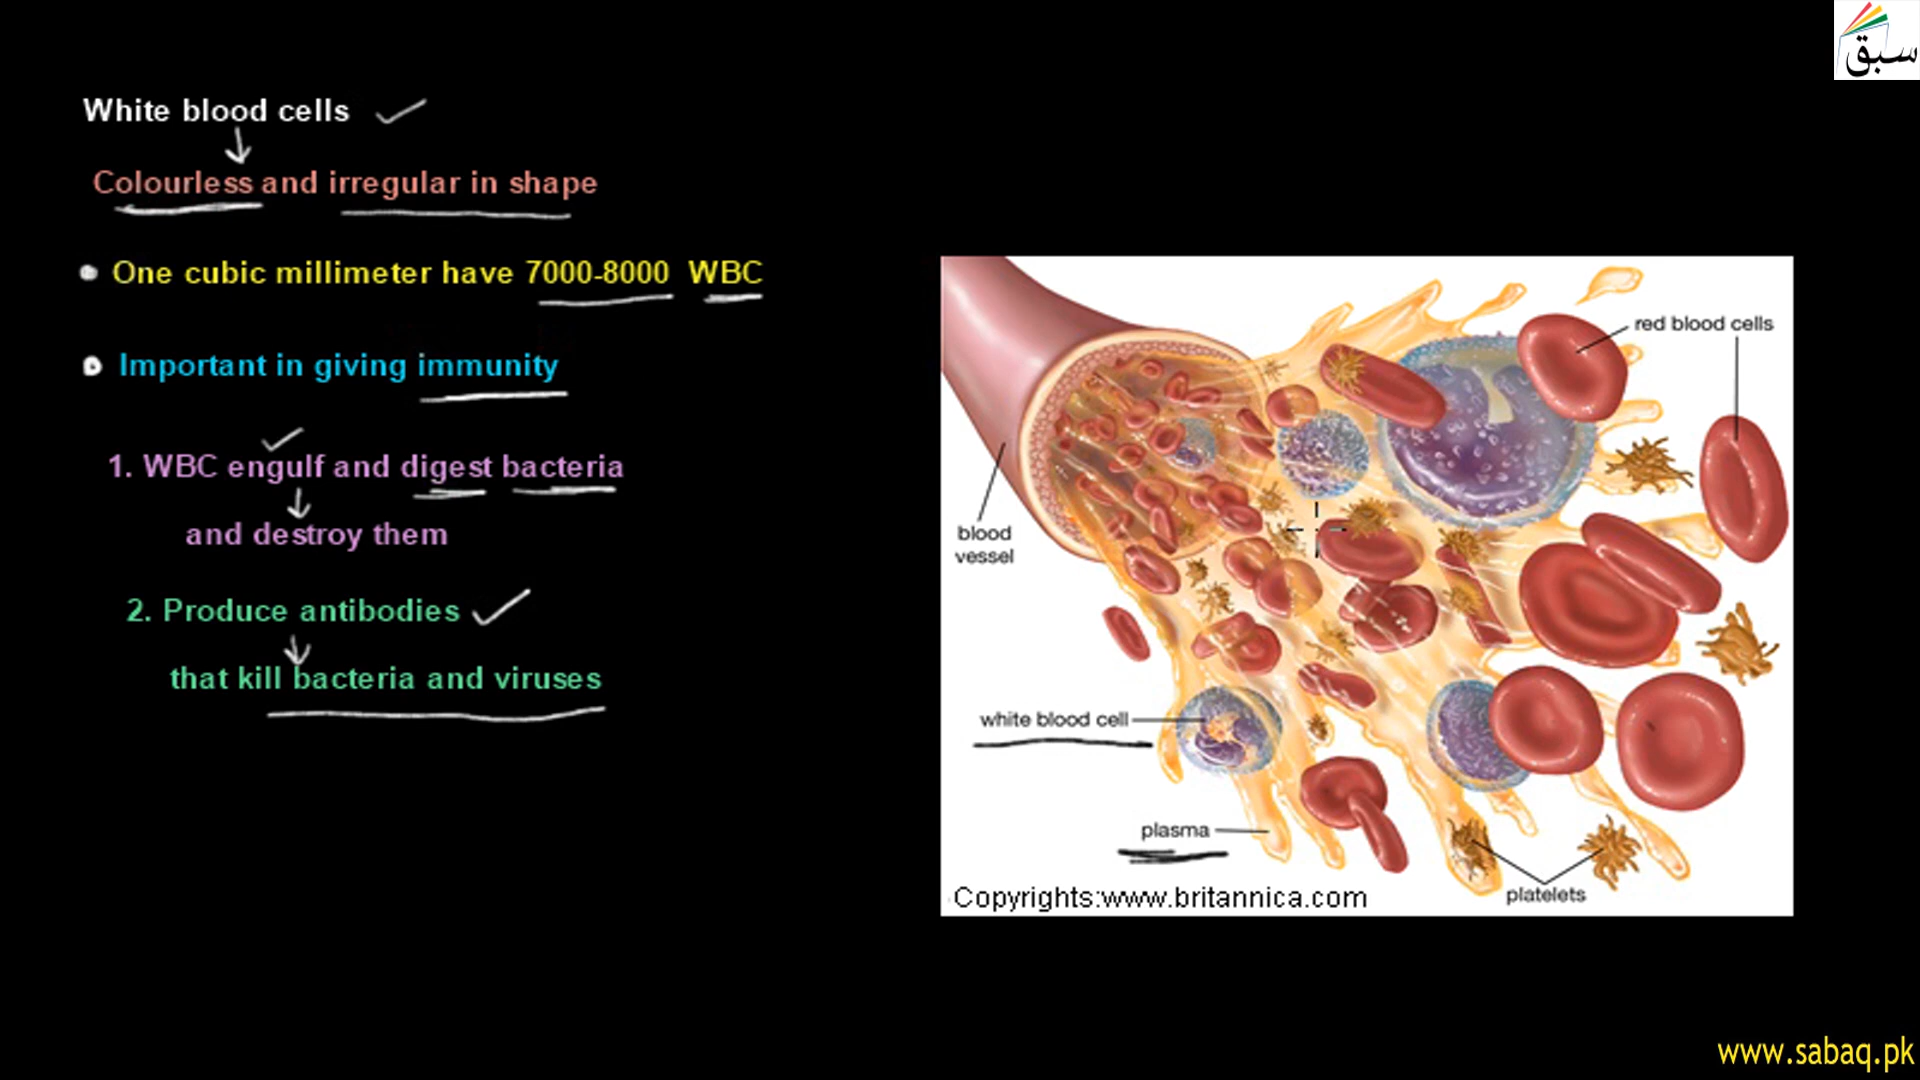 سبق
White blood cells
Colourless and irregular in shape
One cubic millimeter have 7000-8000 WBC
Important in giving immunity
1. WBC engulf and digest bacteria
and destroy them
2. Produce antibodies
that kill bacteria and viruses
red blood cells
blood
vessel
white blood cell
plasma
platelets
Copyrights:www.britannica.com
www.sabaq.pk